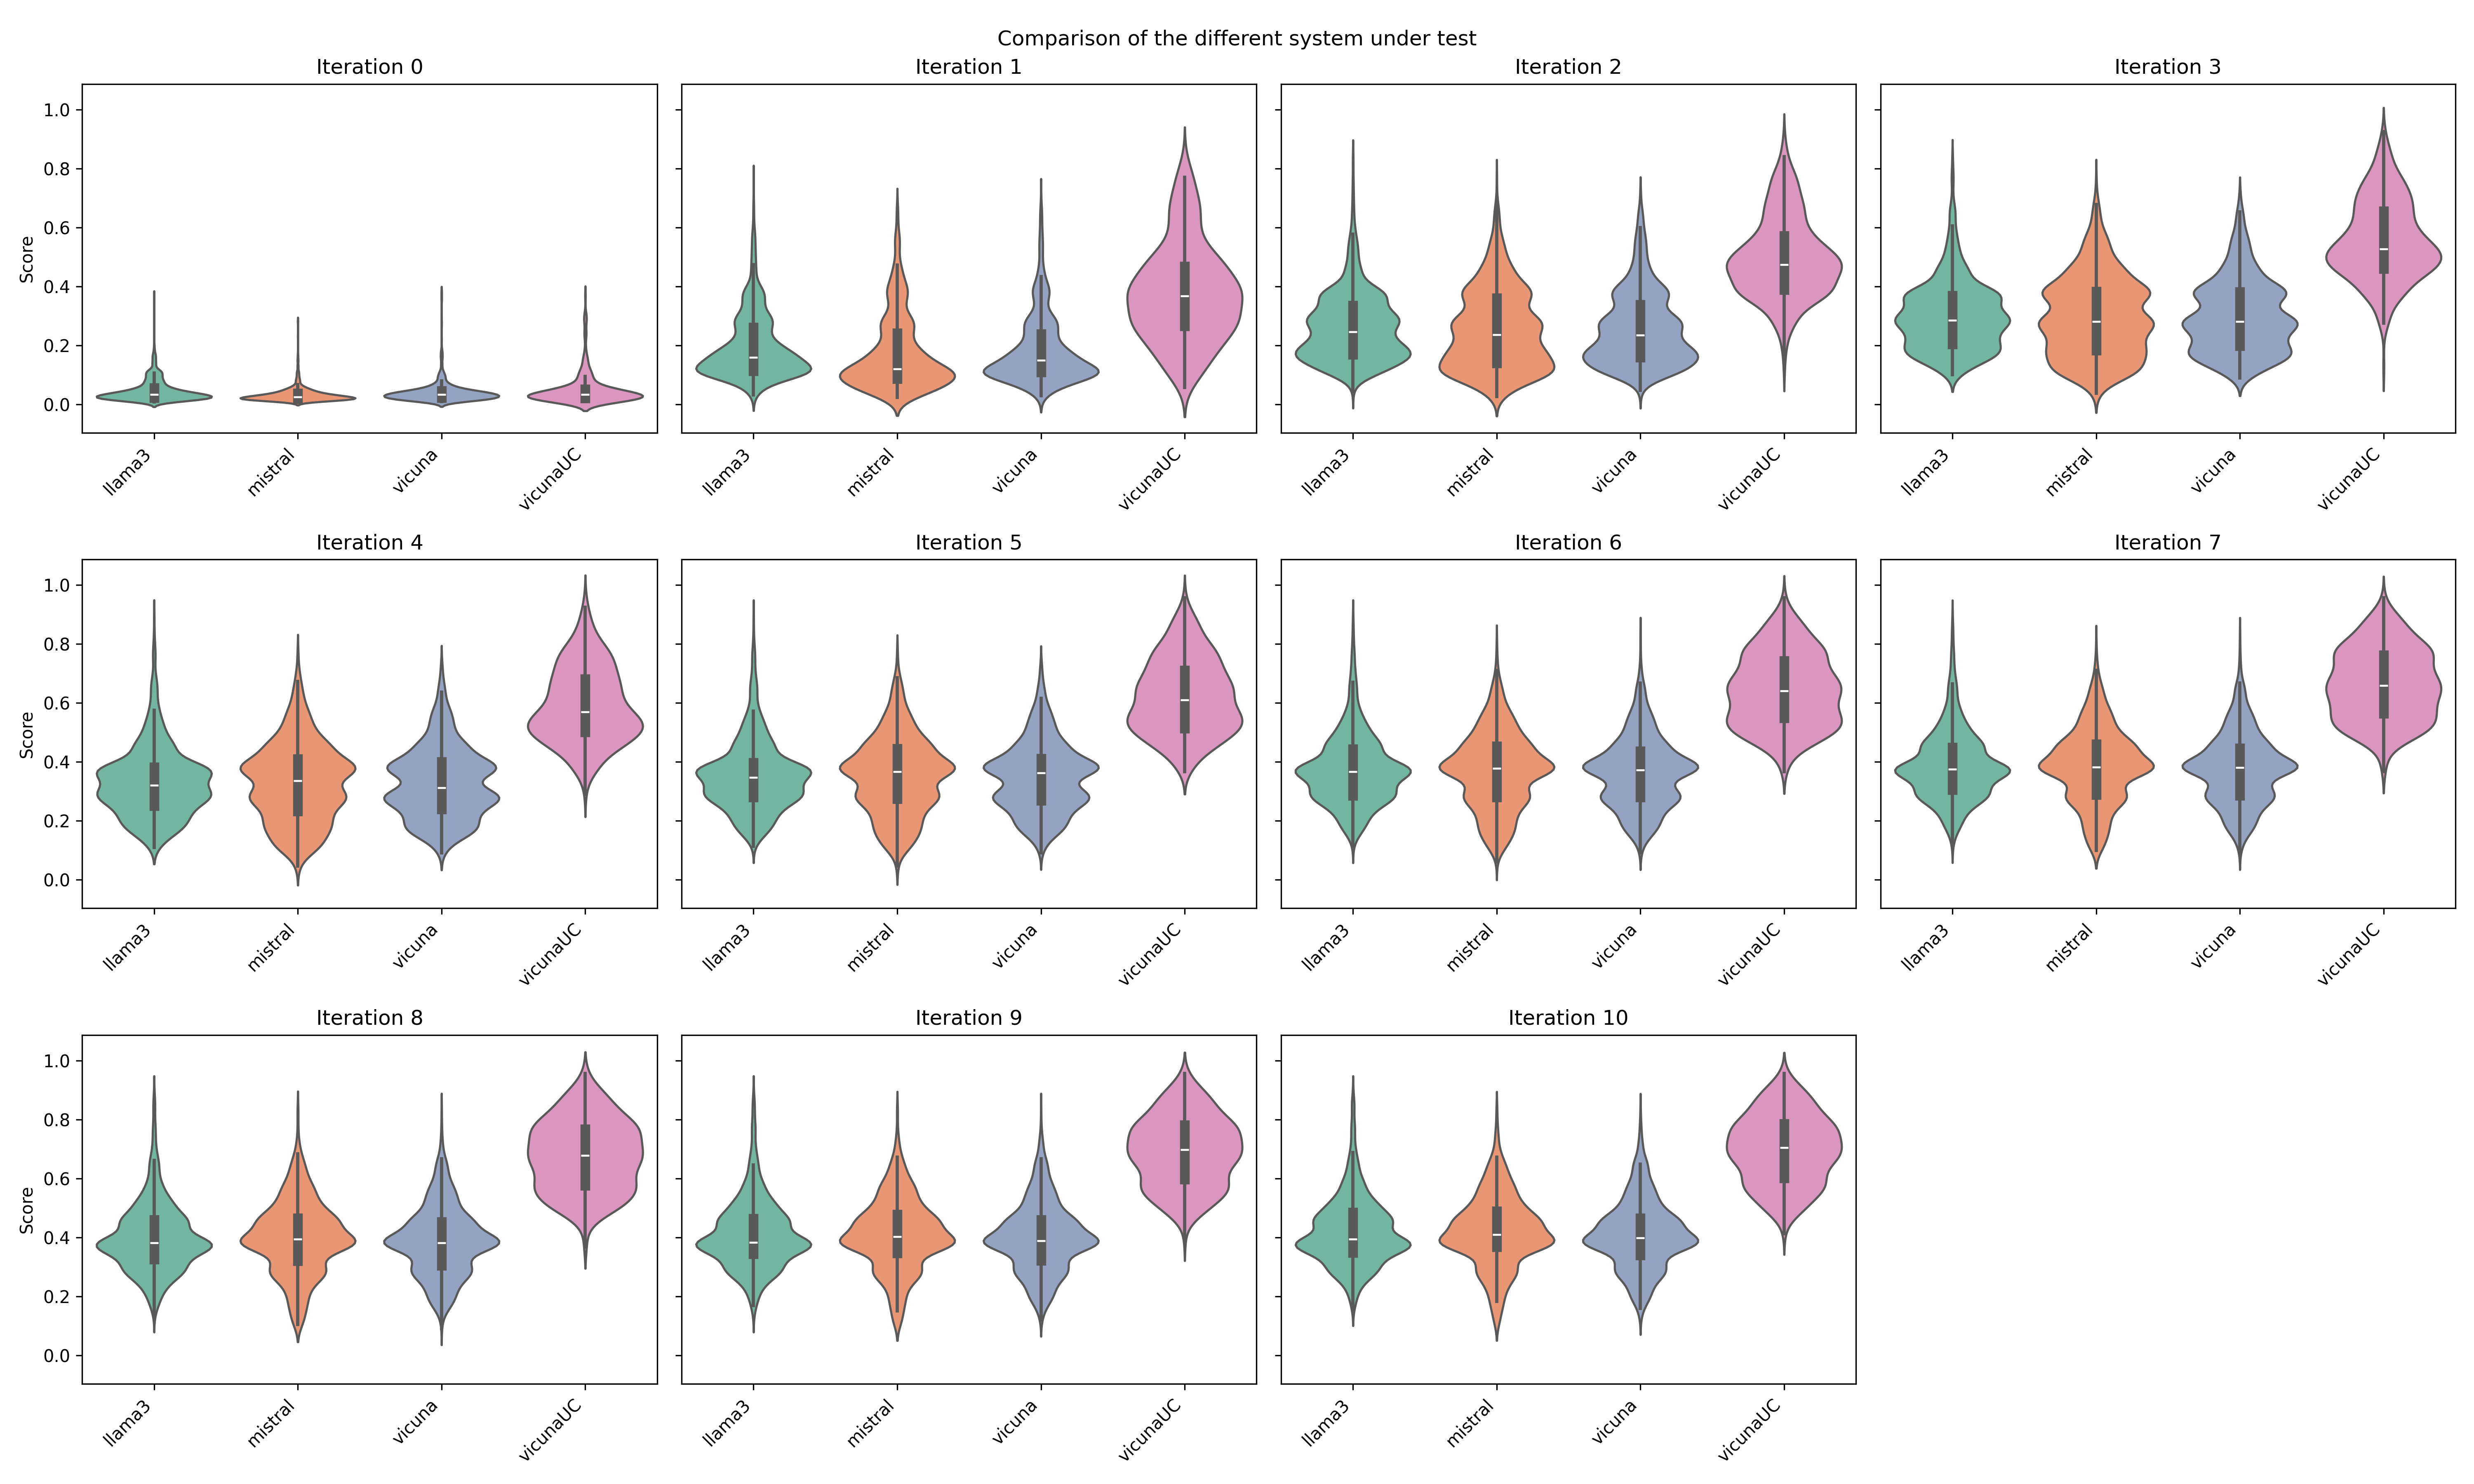 Comparison of the different system under test
Iteration 0
Iteration 1
Iteration 2
Iteration 3
Score
1.0
0.8
0.6
0.4
0.2
0.0
llama3
mistral
vicuna
vicunaUC
llama3
mistral
vicuna
vicunaUC
llama3
mistral
vicuna
vicunaUC
llama3
mistral
vicuna
vicunaUC
Iteration 4
Iteration 5
Iteration 6
Iteration 7
Score
1.0
0.8
0.6
0.4
0.2
0.0
llama3
mistral
vicuna
vicunaUC
llama3
mistral
vicuna
vicunaUC
llama3
mistral
vicuna
vicunaUC
llama3
mistral
vicuna
vicunaUC
Iteration 8
Iteration 9
Iteration 10
Score
1.0
0.8
0.6
0.4
0.2
0.0
llama3
mistral
vicuna
vicunaUC
llama3
mistral
vicuna
vicunaUC
llama3
mistral
vicuna
vicunaUC